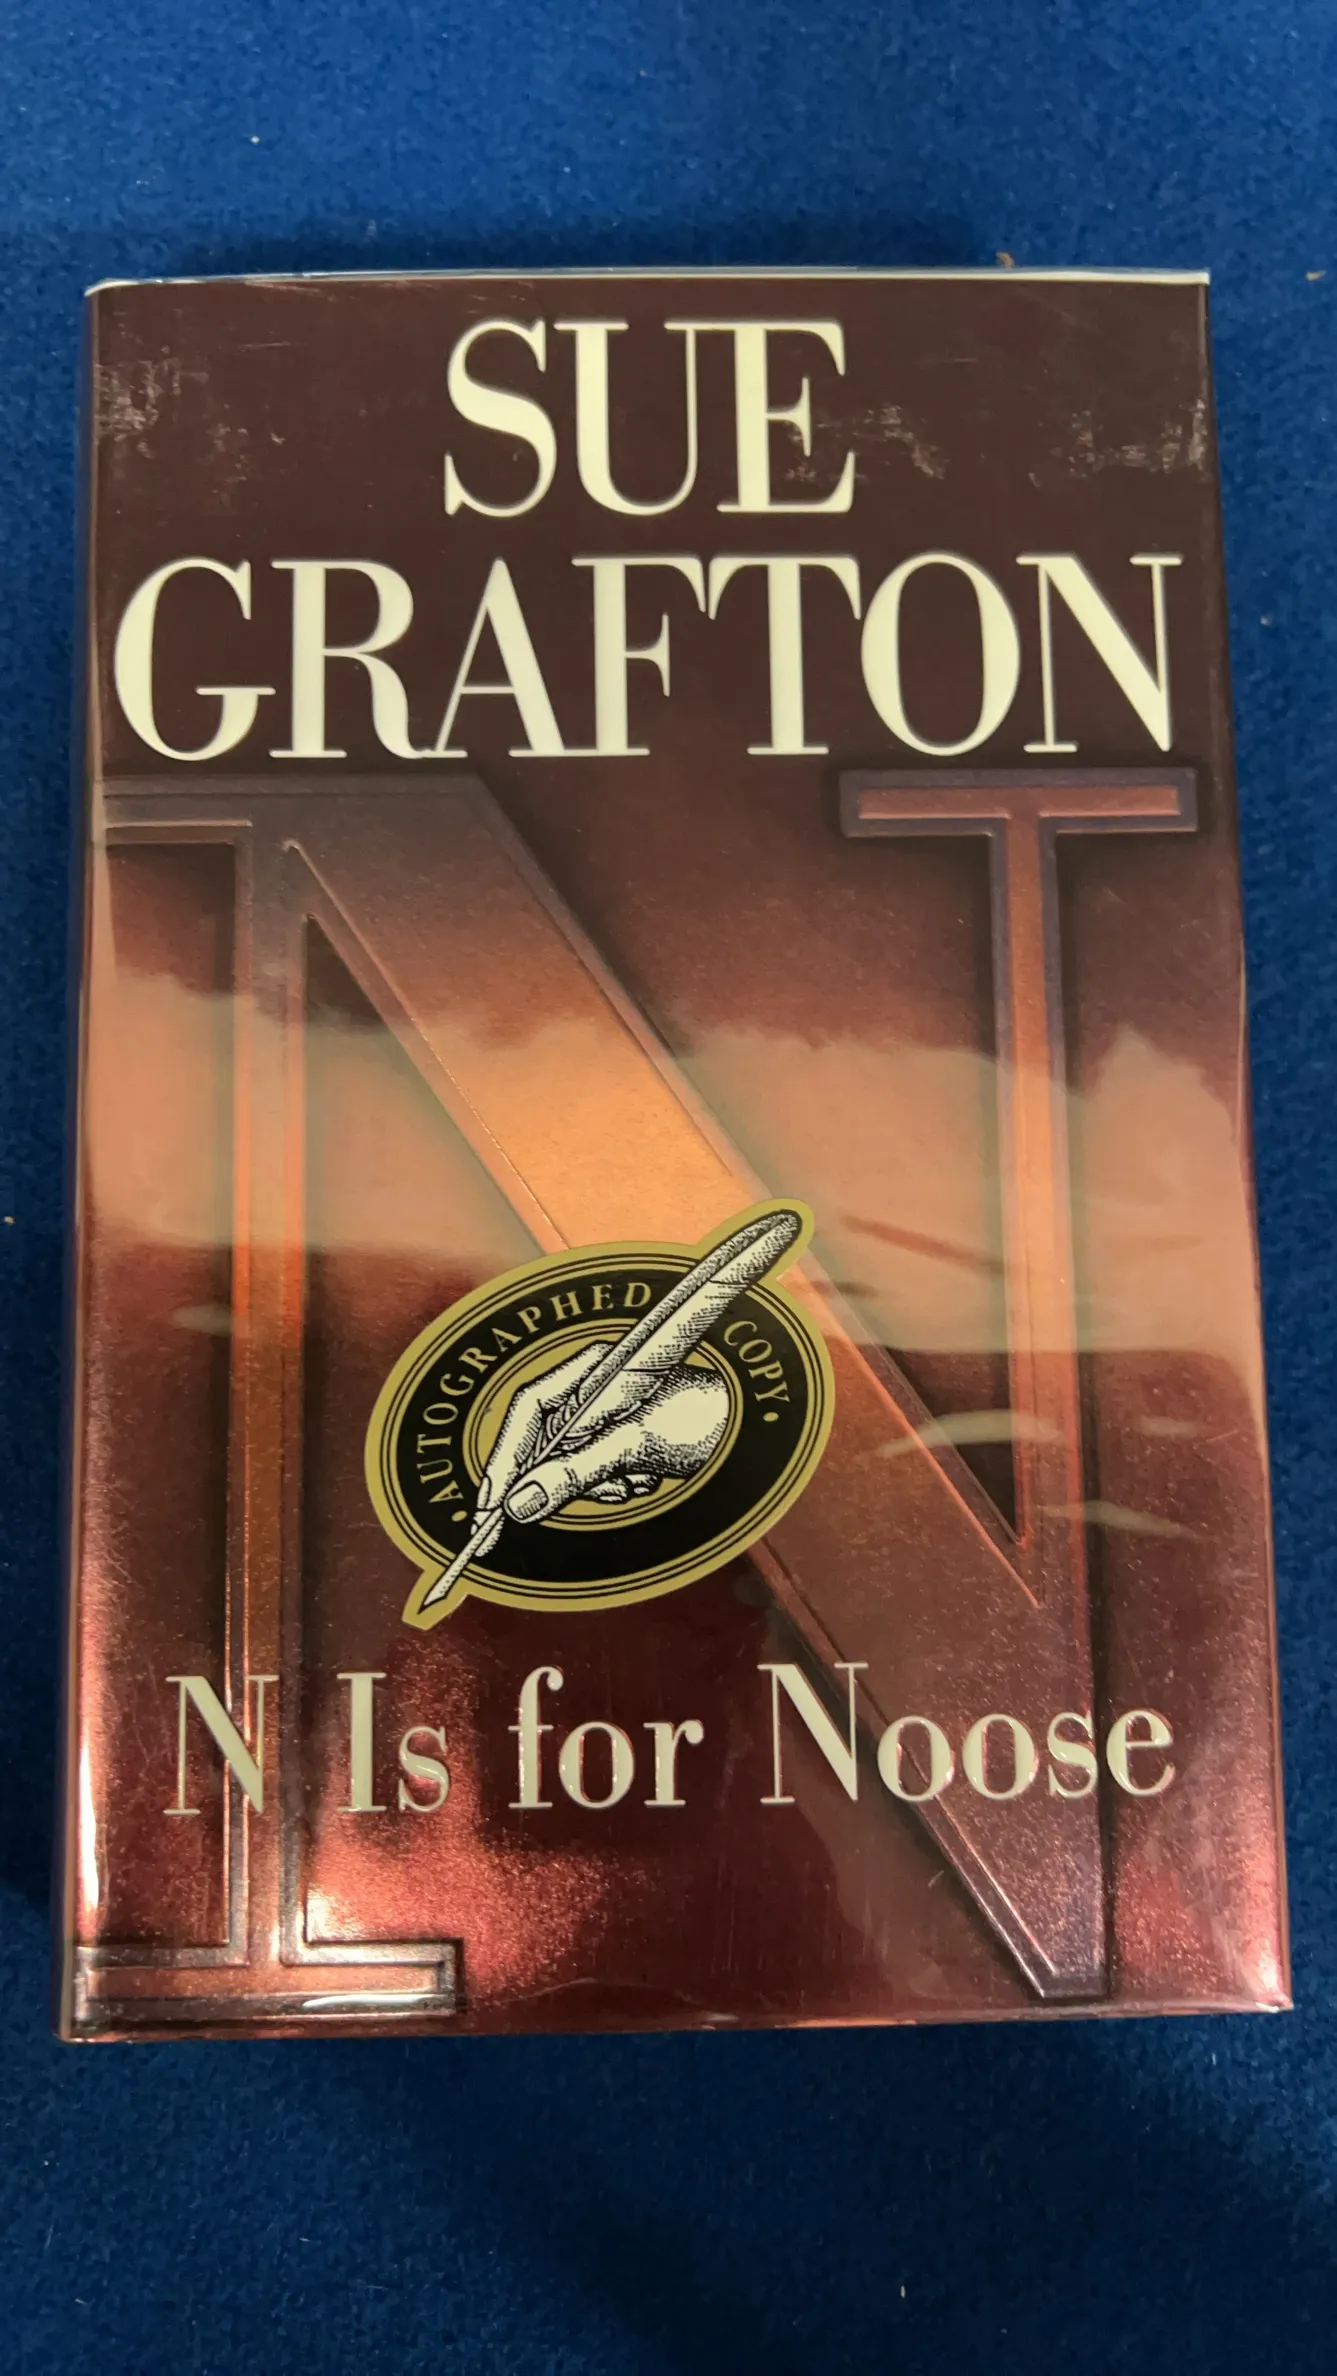 SUE
GRAFTON
N
• AUTOGRAPHED COPY •
N Is for Noose